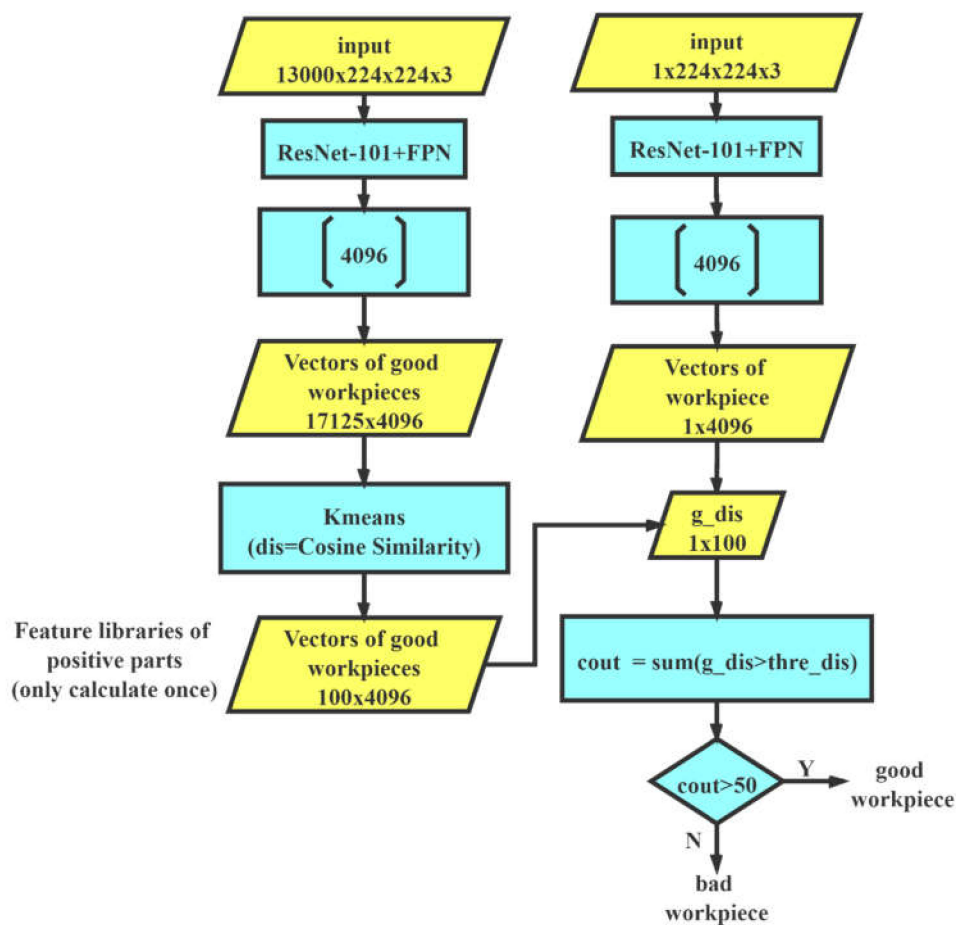 input
13000x224x224x3
ResNet-101+FPN
4096
Vectors of good
workpieces
17125x4096
Kmeans
(dis=Cosine Similarity)
Feature libraries of
positive parts
(only calculate once)
Vectors of good
workpieces
100x4096
input
1x224x224x3
ResNet-101+FPN
4096
Vectors of
workpiece
1x4096
g_dis
1x100
cout = sum(g_dis>thre_dis)
cout>50
Y
good
workpiece
N
bad
workpiece